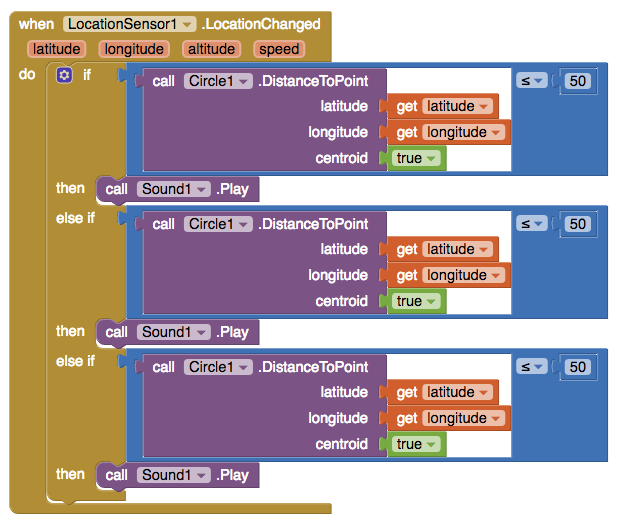 when LocationSensor1 .LocationChanged
latitude longitude altitude speed
do if call Circle1 .DistanceToPoint ≤ 50
latitude get latitude
longitude get longitude
centroid true
then call Sound1 .Play
else if call Circle1 .DistanceToPoint ≤ 50
latitude get latitude
longitude get longitude
centroid true
then call Sound1 .Play
else if call Circle1 .DistanceToPoint ≤ 50
latitude get latitude
longitude get longitude
centroid true
then call Sound1 .Play